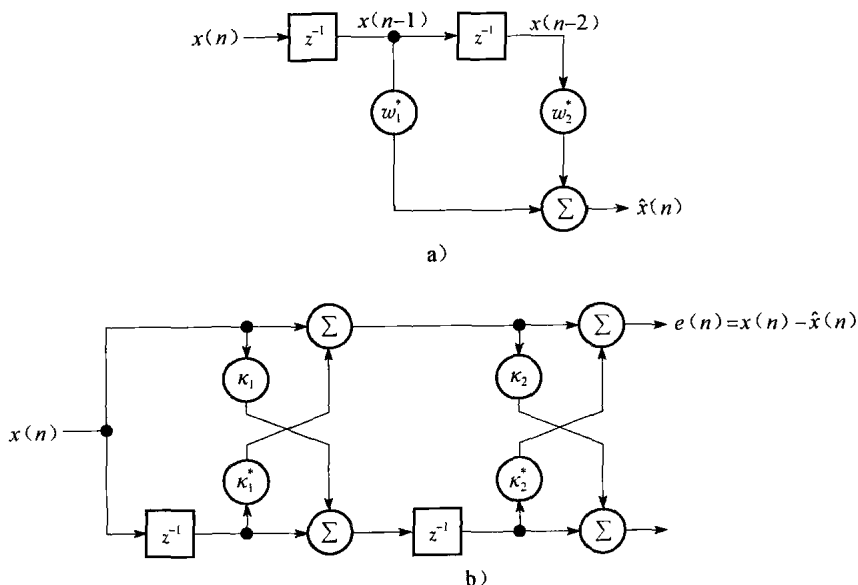 x(n-1) x(n-2)
x(n) z⁻¹ z⁻¹
w₁* w₂*
Σ x̂(n)
a)
Σ Σ e(n)=x(n)-x̂(n)
κ₁ κ₂
x(n)
κ₁* κ₂*
z⁻¹ Σ z⁻¹ Σ
b)